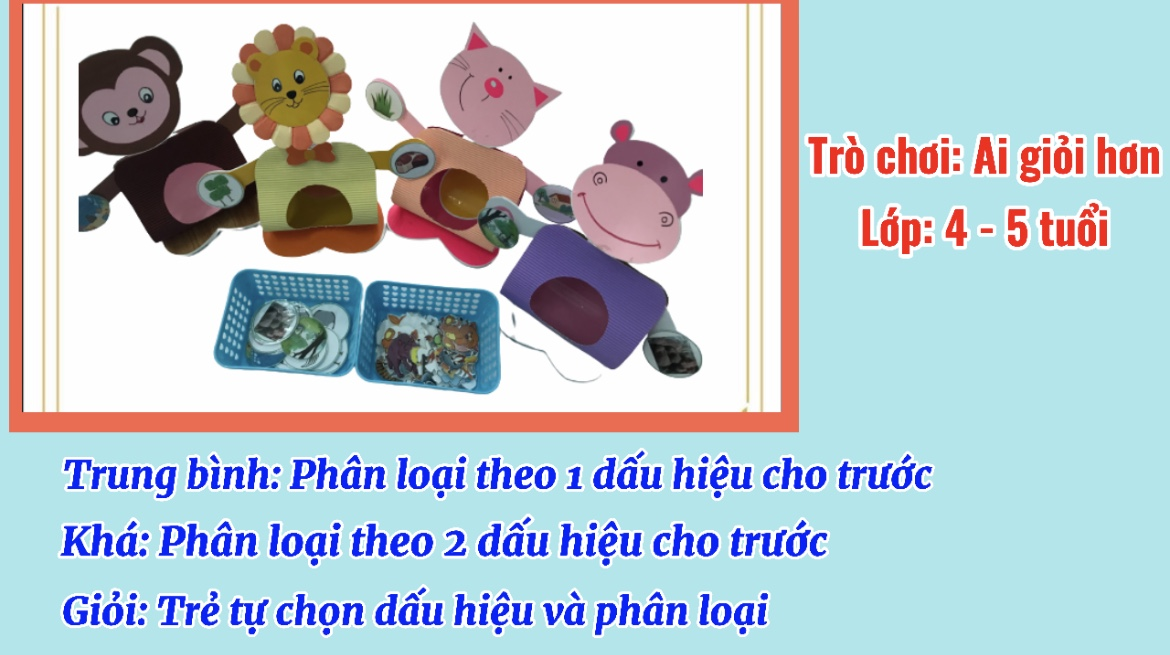 Trò chơi: Ai giỏi hơn
Lớp: 4 - 5 tuổi
Trung bình: Phân loại theo 1 dấu hiệu cho trước
Khá: Phân loại theo 2 dấu hiệu cho trước
Giỏi: Trẻ tự chọn dấu hiệu và phân loại